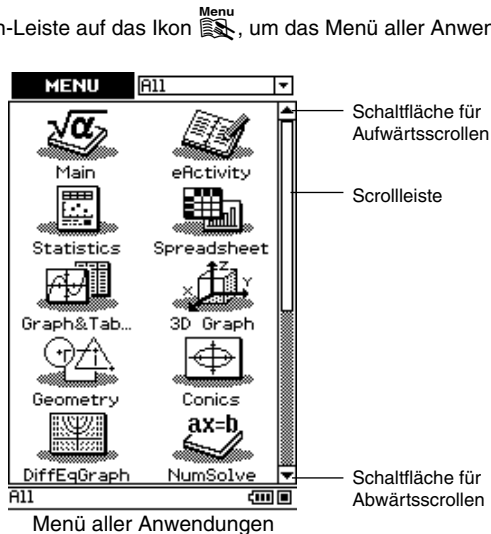 Menu
n-Leiste auf das Ikon , um das Menü aller Anwer
MENU All
Schaltfläche für
Aufwärtsscrollen
Main eActivity
Scrollleiste
Statistics Spreadsheet
Z
X Y
Graph&Tab... 3D Graph
Geometry Conics
ax=b
DiffEqGraph NumSolve
Schaltfläche für
Abwärtsscrollen
All
Menü aller Anwendungen